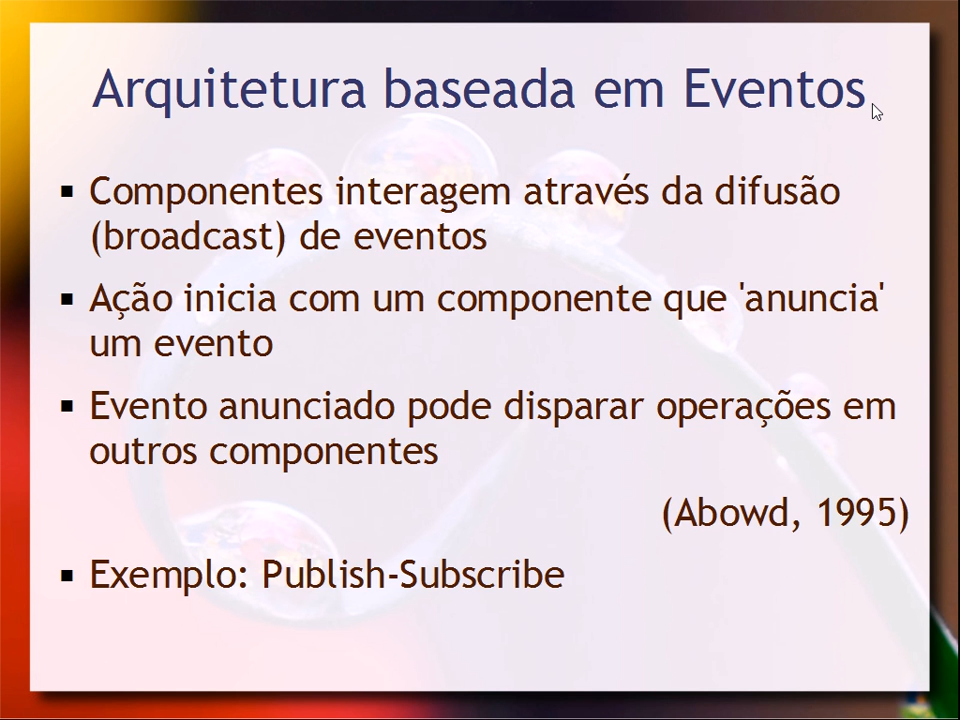 Arquitetura baseada em Eventos
▪ Componentes interagem através da difusão
(broadcast) de eventos
▪ Ação inicia com um componente que 'anuncia'
um evento
▪ Evento anunciado pode disparar operações em
outros componentes
(Abowd, 1995)
▪ Exemplo: Publish-Subscribe